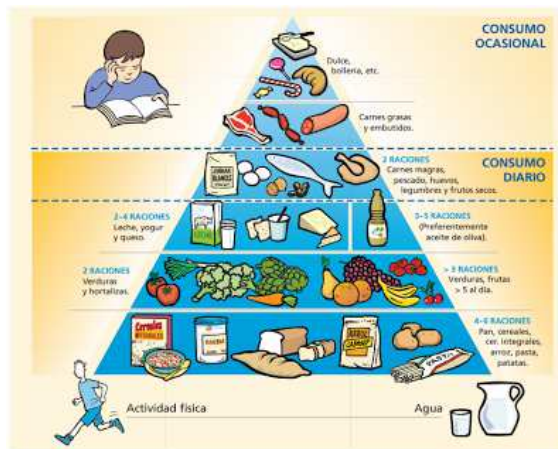 CONSUMO
OCASIONAL
Dulce,
bollería, etc.
Carnes grasas
y embutidos.
CONSUMO
DIARIO
2 RACIONES
Carnes magras,
pescado, huevos,
legumbres y frutos secos.
2-4 RACIONES
Leche, yogur
y queso.
3-5 RACIONES
(Preferentemente
aceite de oliva).
2 RACIONES
Verduras
y hortalizas.
> 3 RACIONES
Verduras, frutas
> 5 al día.
Cereales
4-6 RACIONES
Pan, cereales,
cer. integrales,
arroz, pasta,
patatas.
PASTA
Actividad física
Agua